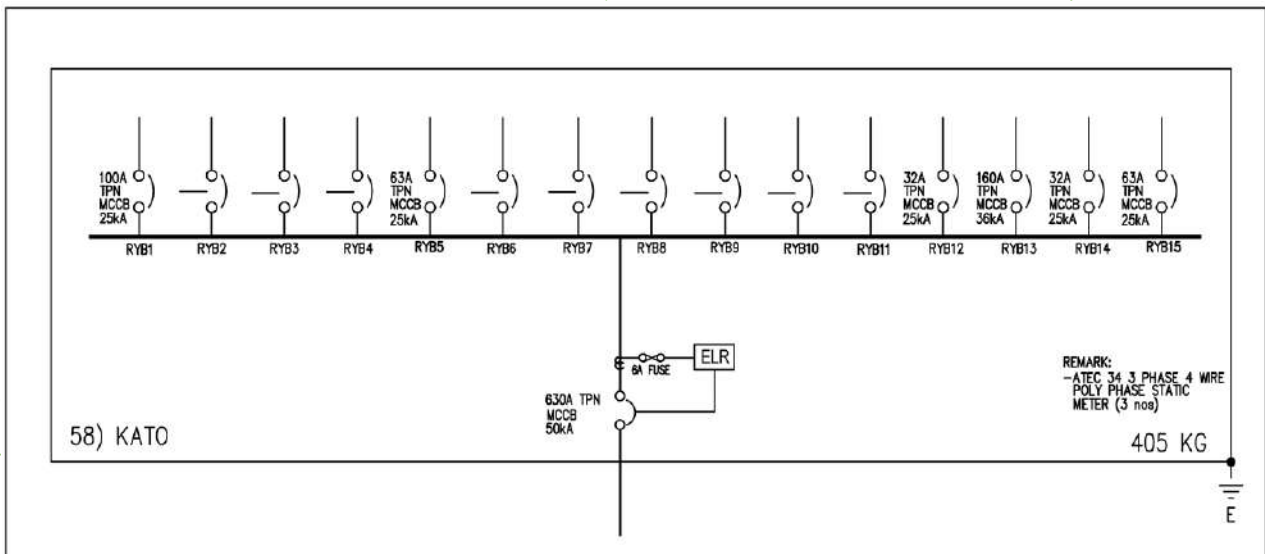 100A
TPN
MCCB
25kA
63A
TPN
MCCB
25kA
32A
TPN
MCCB
25kA
160A
TPN
MCCB
36kA
32A
TPN
MCCB
25kA
63A
TPN
MCCB
25kA
RYB1 RYB2 RYB3 RYB4 RYB5 RYB6 RYB7 RYB8 RYB9 RYB10 RYB11 RYB12 RYB13 RYB14 RYB15
ELR
6A FUSE
630A TPN
MCCB
50kA
REMARK:
-ATEC 34 3 PHASE 4 WIRE
POLY PHASE STATIC
METER (3 nos)
58) KATO
405 KG
E